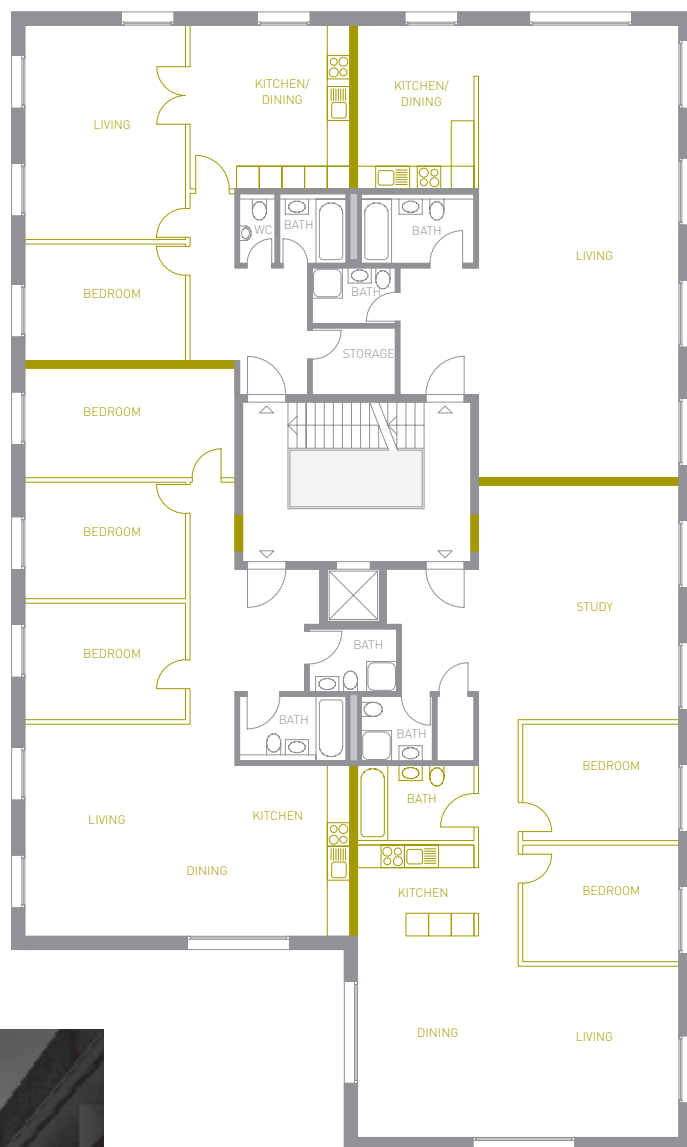 KITCHEN/
DINING
KITCHEN/
DINING
LIVING
WC
BATH
BATH
LIVING
BEDROOM
BATH
STORAGE
BEDROOM
BEDROOM
STUDY
BEDROOM
BATH
BATH
BATH
BEDROOM
LIVING
KITCHEN
BATH
DINING
KITCHEN
BEDROOM
DINING
LIVING